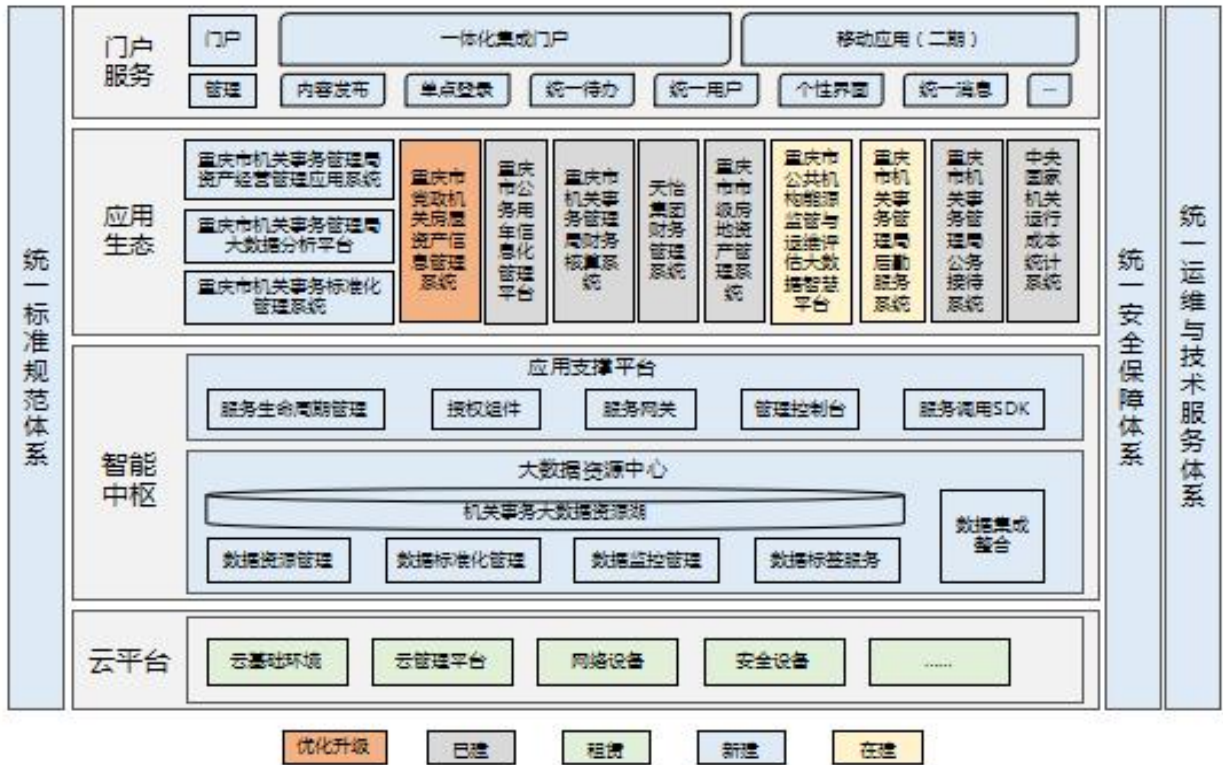 统一标准规范体系
门户
服务
门户
一体化集成门户
移动应用(二期)
管理
内容发布
单点登录
统一待办
统一用户
个性界面
统一消息
...
应用
生态
重庆市机关事务管理局
资产经营管理应用系统
重庆市机关事务管理局
大数据分析平台
重庆市机关事务标准化
管理系统
重庆市
党政机
关房屋
资产信
息管理
系统
重庆
市公
务用
车信
息化
管理
平台
重庆市
机关事
务管理
局财务
核算系
统
天怡
集团
财务
管理
系统
重庆
市市
级房
地资
产管
理系
统
重庆市
公共机
构能源
监管与
运维评
估大数
据智慧
平台
重庆
市机
关事
务管
理局
后勤
服务
系统
重庆
市机
关事
务管
理局
公务
接待
系统
中央
国家
机关
运行
成本
统计
系统
智能
中枢
应用支撑平台
服务生命周期管理
授权组件
服务网关
管理控制台
服务调用SDK
大数据资源中心
机关事务大数据资源湖
数据资源管理
数据标准化管理
数据监控管理
数据标签服务
数据集成
整合
云平台
云基础环境
云管理平台
网络设备
安全设备
......
统一安全保障体系
统一运维与技术服务体系
优化升级
已建
租赁
新建
在建